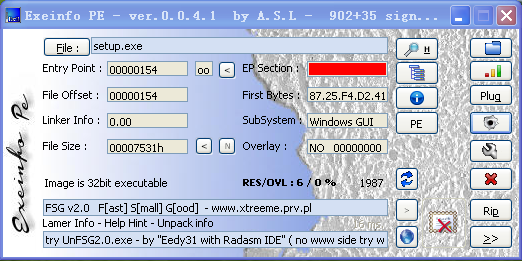 Exeinfo PE - ver.0.0.4.1 by A.S.L - 902+35 sign...
File : setup.exe
H
Entry Point : 00000154 oo < EP Section :
File Offset : 00000154 First Bytes : 87.25.F4.D2.41
Plug
Linker Info : 0.00 SubSystem : Windows GUI PE
File Size : 00007531h < N Overlay : NO 00000000
Image is 32bit executable RES/OVL : 6 / 0 % 1987
FSG v2.0 F[ast] S[mall] G[ood] - www.xtreeme.prv.pl > Rip
Lamer Info - Help Hint - Unpack info
try UnFSG2.0.exe - by "Eedy31 with Radasm IDE" ( no www side try w >>
Exeinfo Pe